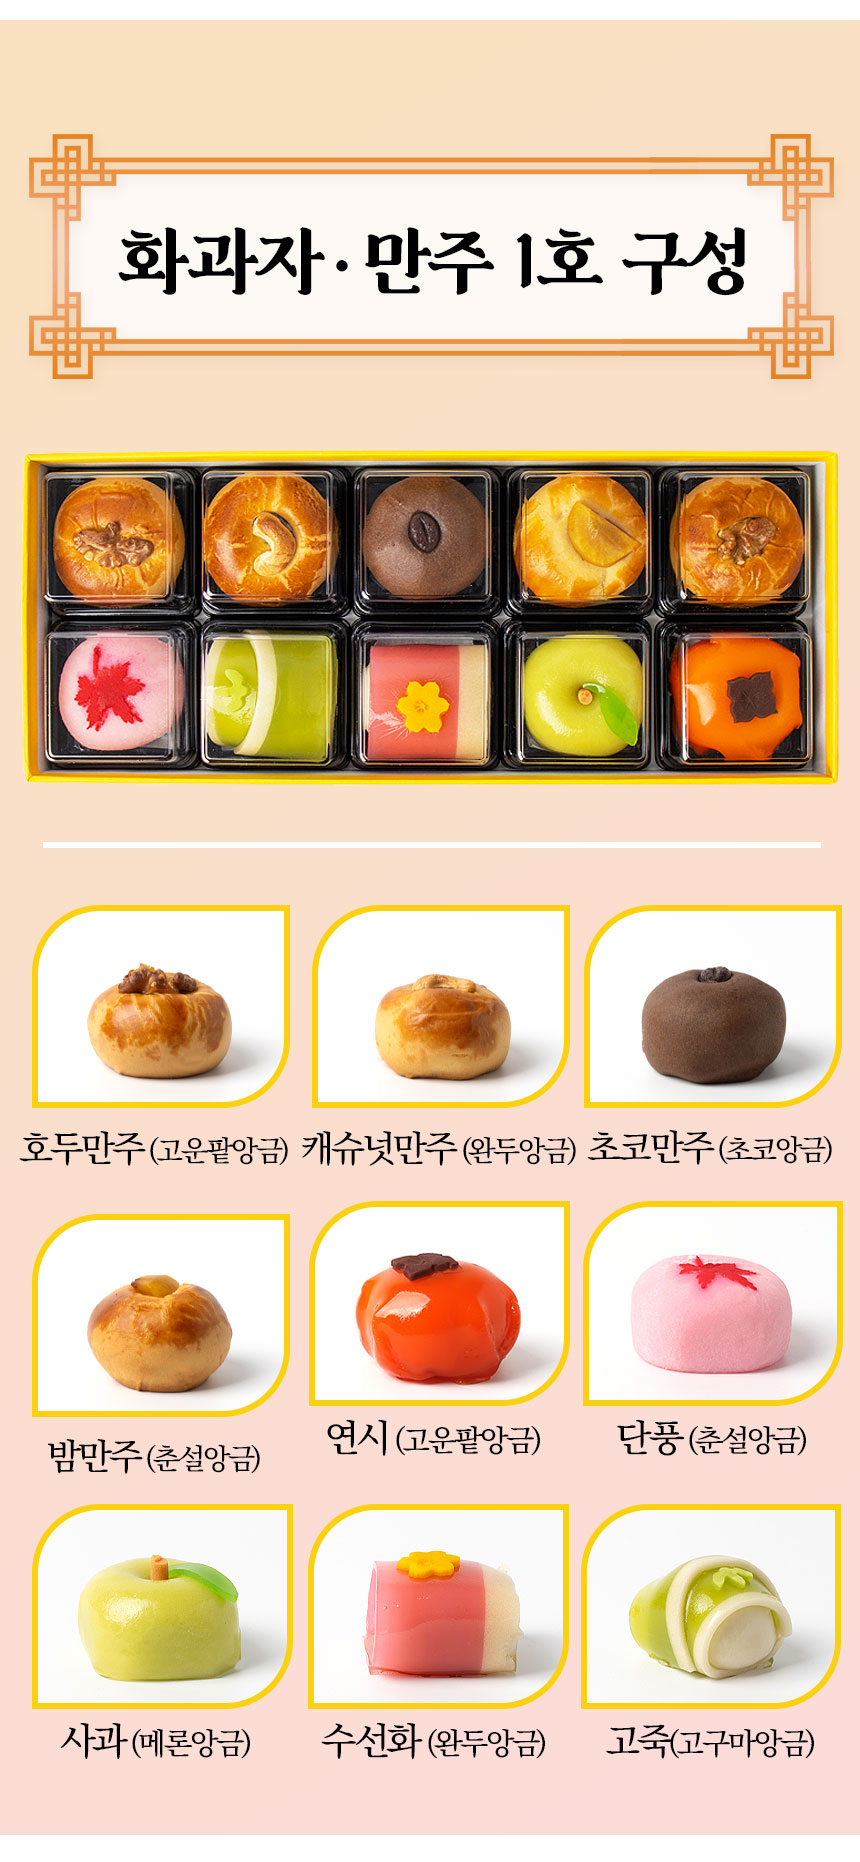 화과자·만주 1호 구성
호두만주 (고운팥앙금) 캐슈넛만주 (완두앙금) 초코만주 (초코앙금)
밤만주 (춘설앙금) 연시 (고운팥앙금) 단풍 (춘설앙금)
사과 (메론앙금) 수선화 (완두앙금) 고죽(고구마앙금)